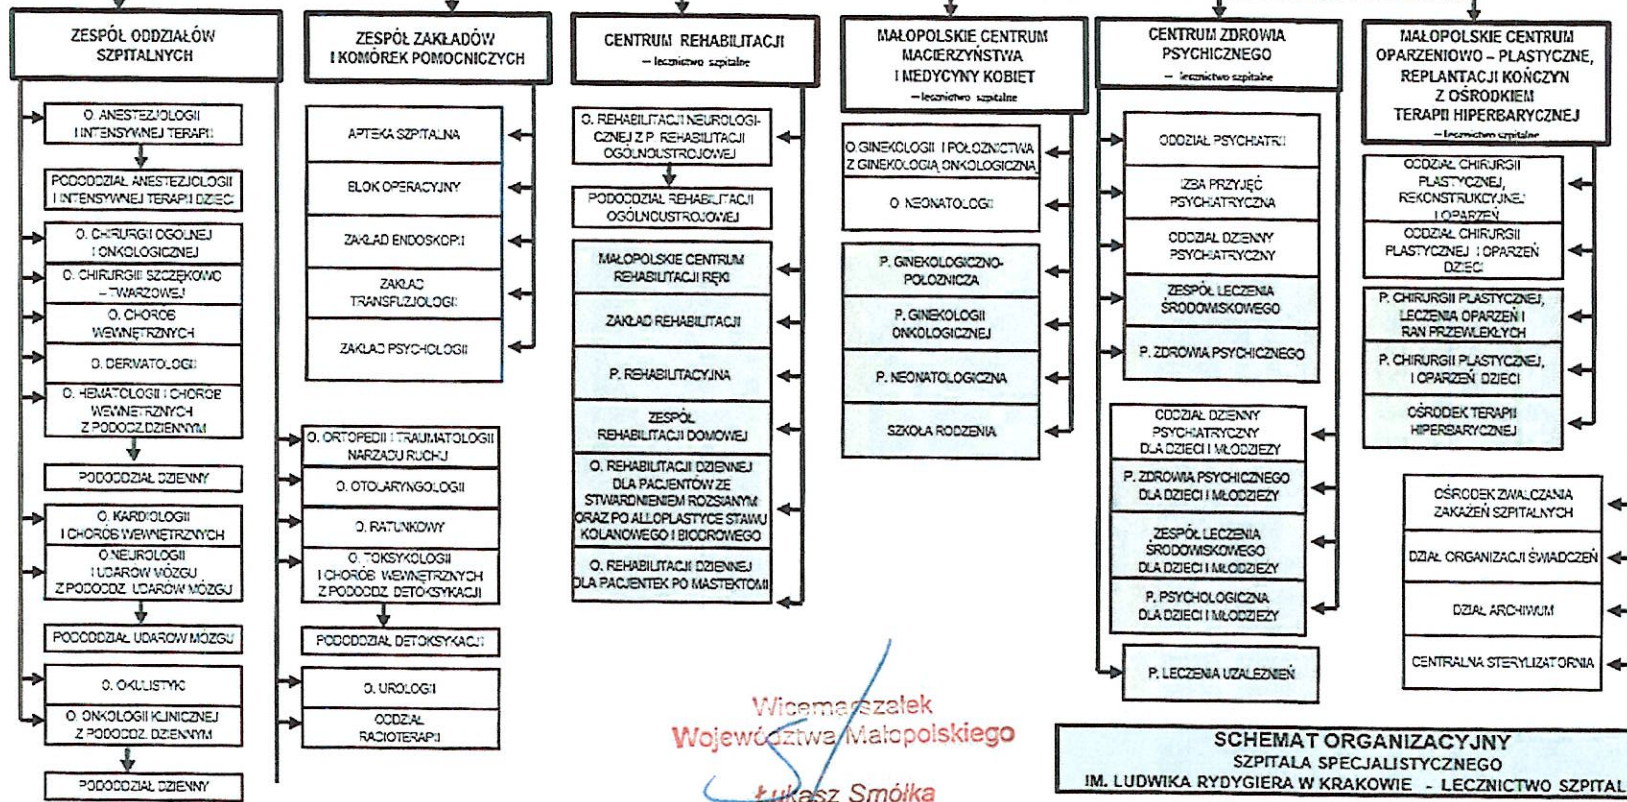 ZESPÓŁ ODDZIAŁÓW
SZPITALNYCH
O. ANESTEZJOLOGII
I INTENSYWNEJ TERAPII
PODODDZIAŁ ANESTEZJOLOGII
I INTENSYWNEJ TERAPII DZIECI
O. CHIRURGII OGÓLNEJ
I ONKOLOGICZNEJ
O. CHIRURGII SZCZĘKOWO
– TWARZOWEJ
O. CHORÓB
WEWNĘTRZNYCH
O. DERMATOLOGII
O. HEMATOLOGII I CHORÓB
WEWNĘTRZNYCH
Z PODODZ.DZIENNYM
PODODDZIAŁ DZIENNY
O. KARDIOLOGII
I CHORÓB WEWNĘTRZNYCH
O.NEUROLOGII
I UDARÓW MÓZGU
Z PODODDZ. UDARÓW MÓZGU
PODODDZIAŁ UDARÓW MÓZGU
O. OKULISTYKI
O. ONKOLOGII KLINICZNEJ
Z PODODDZ. DZIENNYM
PODODDZIAŁ DZIENNY
ZESPÓŁ ZAKŁADÓW
I KOMÓREK POMOCNICZYCH
APTEKA SZPITALNA
BLOK OPERACYJNY
ZAKŁAD ENDOSKOPII
ZAKŁAD
TRANSFUZJOLOGII
ZAKŁAD PSYCHOLOGII
O. ORTOPEDII I TRAUMATOLOGII
NARZĄDU RUCHU
O. OTOLARYNGOLOGII
O. RATUNKOWY
O. TOKSYKOLOGII
I CHORÓB WEWNĘTRZNYCH
Z PODODDZ. DETOKSYKACJI
PODODDZIAŁ DETOKSYKACJI
O. UROLOGII
ODDZIAŁ
RADIOTERAPII
CENTRUM REHABILITACJI
– lecznictwo szpitalne
O. REHABILITACJI NEUROLOGI-
CZNEJ Z P. REHABILITACJI
OGÓLNOUSTROJOWEJ
PODODDZIAŁ REHABILITACJI
OGÓLNOUSTROJOWEJ
MAŁOPOLSKIE CENTRUM
REHABILITACJI RĘKI
ZAKŁAD REHABILITACJI
P. REHABILITACYJNA
ZESPÓŁ
REHABILITACJI DOMOWEJ
O. REHABILITACJI DZIENNEJ
DLA PACJENTÓW ZE
STWARDNIENIEM ROZSIANYM
ORAZ PO ALLOPLASTYCE STAWU
KOLANOWEGO I BIODROWEGO
O. REHABILITACJI DZIENNEJ
DLA PACJENTEK PO MASTEKTOMI
MAŁOPOLSKIE CENTRUM
MACIERZYŃSTWA
I MEDYCYNY KOBIET
– lecznictwo szpitalne
O.GINEKOLOGII I POŁOŻNICTWA
Z GINEKOLOGIĄ ONKOLOGICZNĄ
O. NEONATOLOGII
P. GINEKOLOGICZNO-
POŁOŻNICZA
P. GINEKOLOGII
ONKOLOGICZNEJ
P. NEONATOLOGICZNA
SZKOŁA RODZENIA
CENTRUM ZDROWIA
PSYCHICZNEGO
– lecznictwo szpitalne
ODDZIAŁ PSYCHIATRII
IZBA PRZYJĘĆ
PSYCHIATRYCZNA
ODDZIAŁ DZIENNY
PSYCHIATRYCZNY
ZESPÓŁ LECZENIA
ŚRODOWISKOWEGO
P. ZDROWIA PSYCHICZNEGO
ODDZIAŁ DZIENNY
PSYCHIATRYCZNY
DLA DZIECI I MŁODZIEŻY
P. ZDROWIA PSYCHICZNEGO
DLA DZIECI I MŁODZIEŻY
ZESPÓŁ LECZENIA
ŚRODOWISKOWEGO
DLA DZIECI I MŁODZIEŻY
P. PSYCHOLOGICZNA
DLA DZIECI I MŁODZIEŻY
P. LECZENIA UZALEŻNIEŃ
MAŁOPOLSKIE CENTRUM
OPARZENIOWO – PLASTYCZNE,
REPLANTACJI KOŃCZYN
Z OŚRODKIEM
TERAPII HIPERBARYCZNEJ
– lecznictwo szpitalne
ODDZIAŁ CHIRURGII
PLASTYCZNEJ,
REKONSTRUKCYJNEJ
I OPARZEŃ
ODDZIAŁ CHIRURGII
PLASTYCZNEJ I OPARZEŃ
DZIECI
P. CHIRURGII PLASTYCZNEJ,
LECZENIA OPARZEŃ I
RAN PRZEWLEKŁYCH
P. CHIRURGII PLASTYCZNEJ,
I OPARZEŃ DZIECI
OŚRODEK TERAPII
HIPERBARYCZNEJ
OŚRODEK ZWALCZANIA
ZAKAŻEŃ SZPITALNYCH
DZIAŁ ORGANIZACJI ŚWIADCZEŃ
DZIAŁ ARCHIWUM
CENTRALNA STERYLIZATORNIA
Wicemarszałek
Województwa Małopolskiego
Łukasz Smółka
SCHEMAT ORGANIZACYJNY
SZPITALA SPECJALISTYCZNEGO
IM. LUDWIKA RYDYGIERA W KRAKOWIE - LECZNICTWO SZPITAL